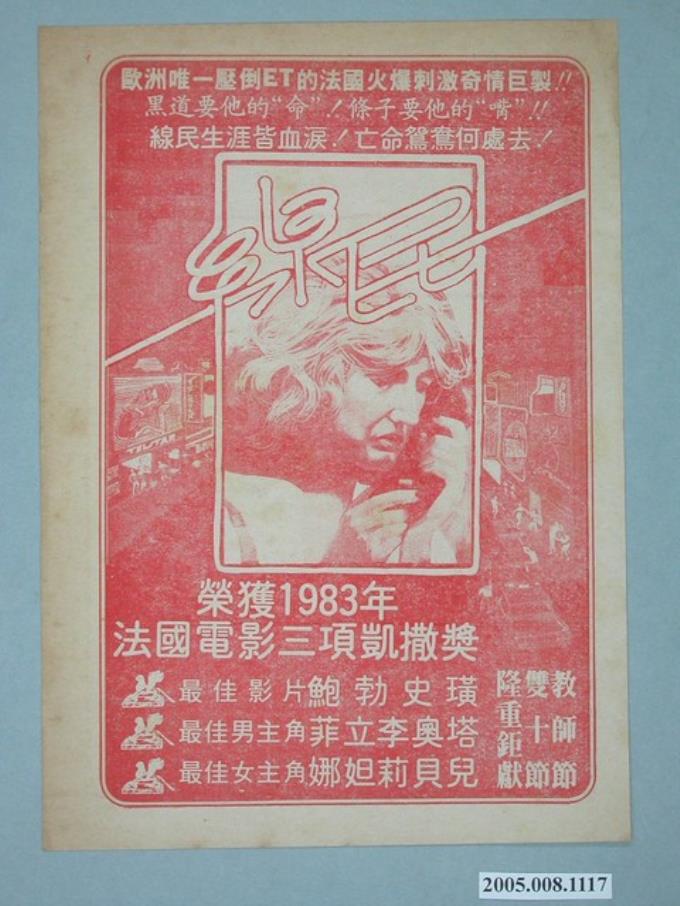 歐洲唯一壓倒ET的法國火爆刺激奇情巨製!!
黑道要他的“命”!條子要他的“嘴”!!
線民生涯皆血淚!亡命鴛鴦何處去!
線民
TELSTAR
榮獲1983年
法國電影三項凱撒獎
最佳影片鮑勃史璜
最佳男主角菲立李奧塔
最佳女主角娜妲莉貝兒
教師節
雙十節
隆重鉅獻
2005.008.1117